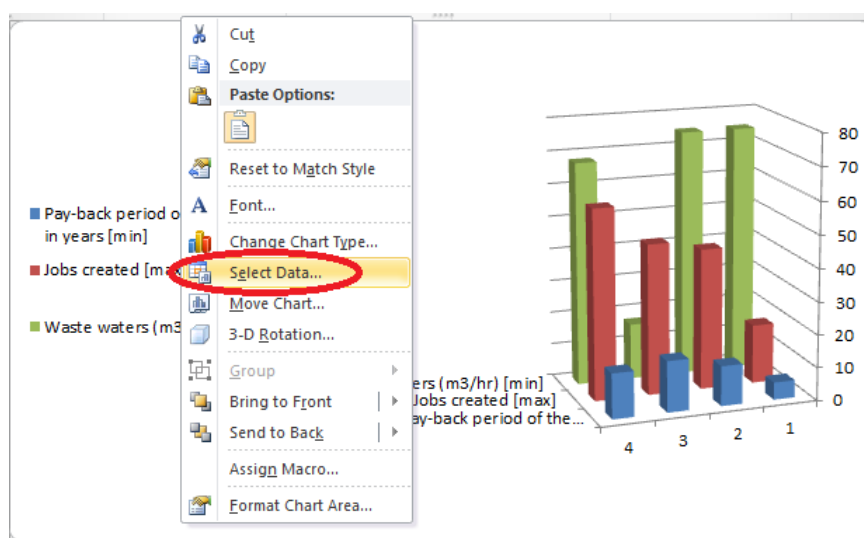 Cut
Copy
Paste Options:
Reset to Match Style
Font...
Change Chart Type...
Select Data...
Move Chart...
3-D Rotation...
Group
Bring to Front
Send to Back
Assign Macro...
Format Chart Area...
Pay-back period o
in years [min]
Jobs created [max
Waste waters (m3
80
70
60
50
40
30
20
10
0
ers (m3/hr) [min]
Jobs created [max]
ay-back period of the...
4 3 2 1